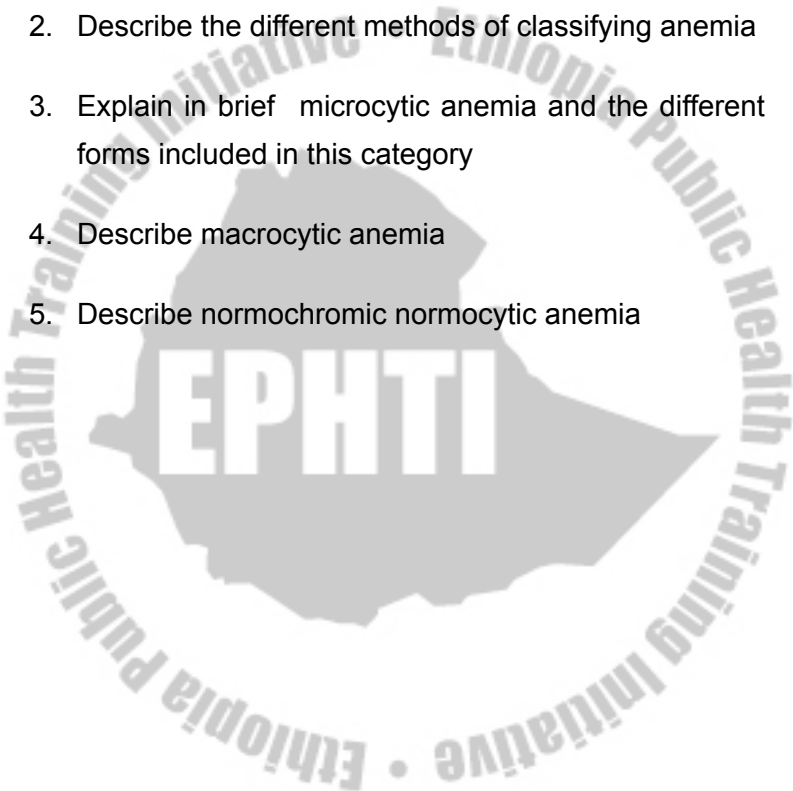 2. Describe the different methods of classifying anemia
3. Explain in brief microcytic anemia and the different
forms included in this category
4. Describe macrocytic anemia
5. Describe normochromic normocytic anemia
EPHTI
Ethiopia Public Health Training Initiative • Ethiopia Public Health Training Initiative •